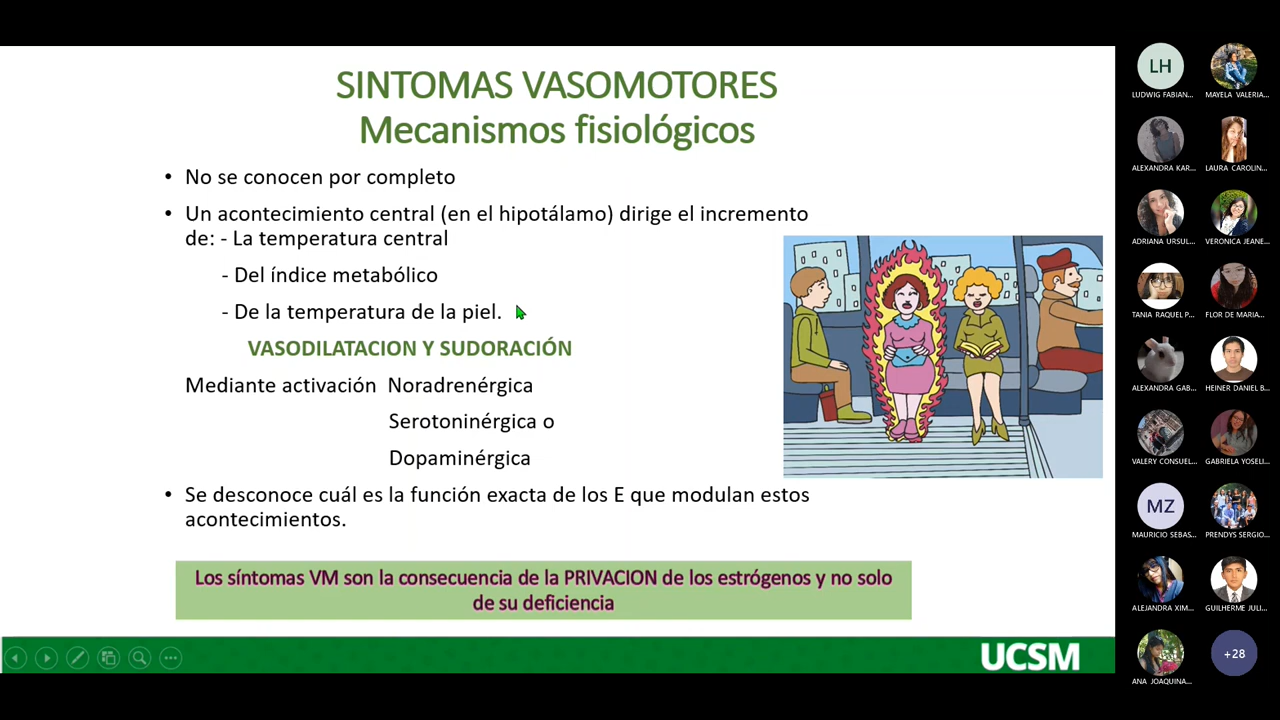 SINTOMAS VASOMOTORES
Mecanismos fisiológicos
• No se conocen por completo
• Un acontecimiento central (en el hipotálamo) dirige el incremento
de: - La temperatura central
- Del índice metabólico
- De la temperatura de la piel.
VASODILATACION Y SUDORACIÓN
Mediante activación Noradrenérgica
Serotoninérgica o
Dopaminérgica
• Se desconoce cuál es la función exacta de los E que modulan estos
acontecimientos.
Los síntomas VM son la consecuencia de la PRIVACION de los estrógenos y no solo
de su deficiencia
UCSM
LH
LUDWIG FABIAN...
MAYELA VALERIA...
ALEXANDRA KAR...
LAURA CAROLIN...
ADRIANA URSUL...
VERONICA JEANE...
TANIA RAQUEL P...
FLOR DE MARIA...
ALEXANDRA GAB...
HEINER DANIEL B...
VALERY CONSUEL...
GABRIELA YOSELI...
MZ
MAURICIO SEBAS...
PRENDYS SERGIO...
ALEJANDRA XIM...
GUILHERME JULI...
ANA JOAQUINA...
+28